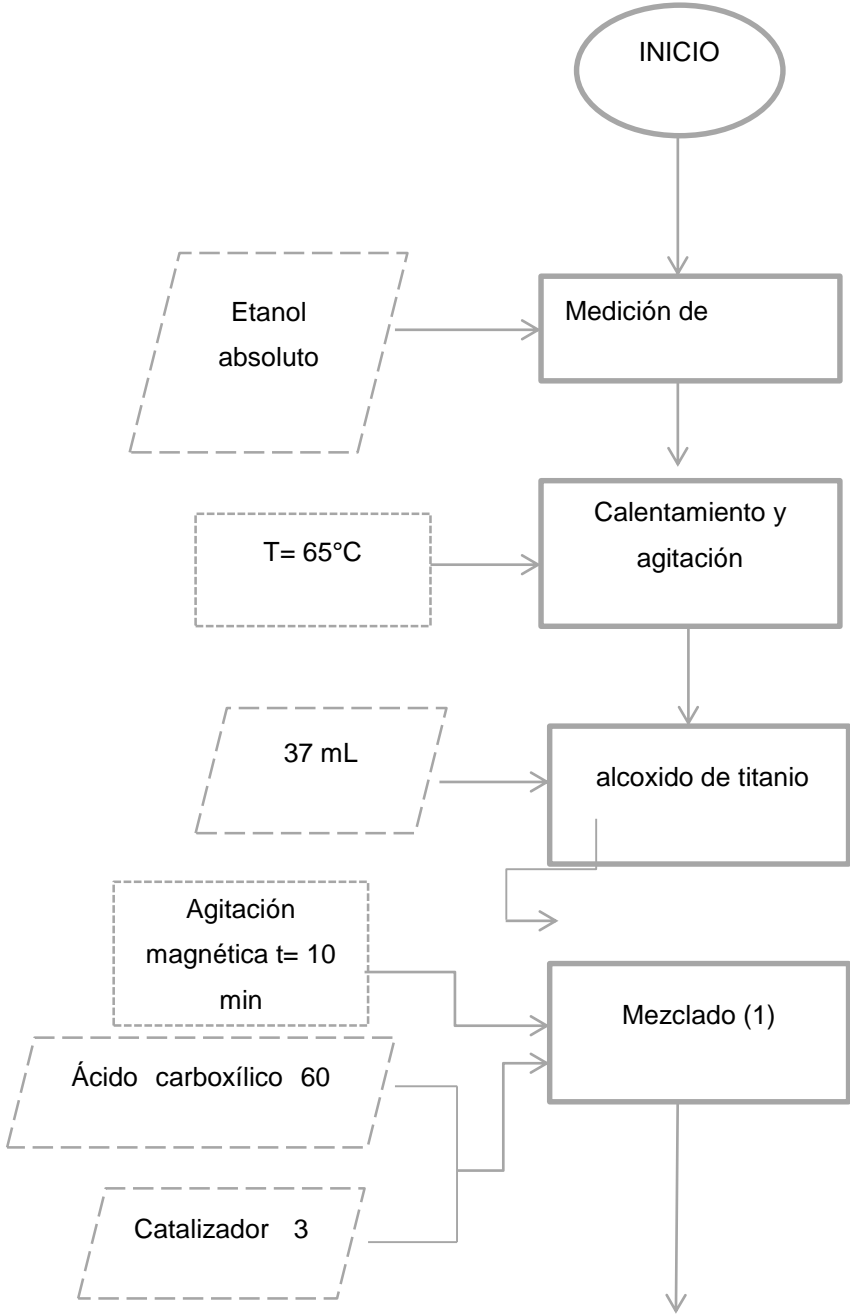 INICIO
Etanol
absoluto
Medición de
Calentamiento y
agitación
T= 65°C
37 mL
alcoxido de titanio
Agitación
magnética t= 10
min
Mezclado (1)
Ácido carboxílico 60
Catalizador 3